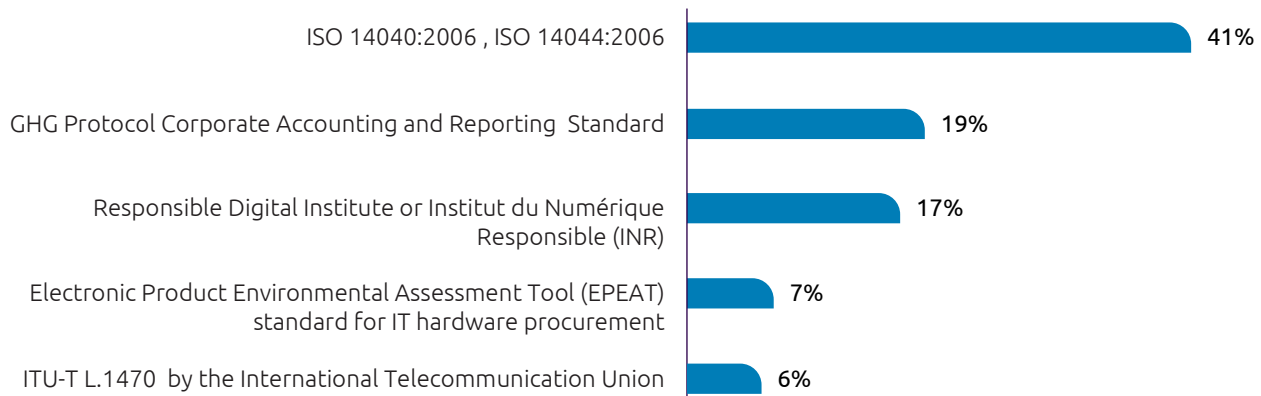 ISO 14040:2006 , ISO 14044:2006
41%
GHG Protocol Corporate Accounting and Reporting  Standard
19%
Responsible Digital Institute or Institut du Numérique
Responsible (INR)
17%
Electronic Product Environmental Assessment Tool (EPEAT)
standard for IT hardware procurement
7%
ITU-T L.1470  by the International Telecommunication Union
6%